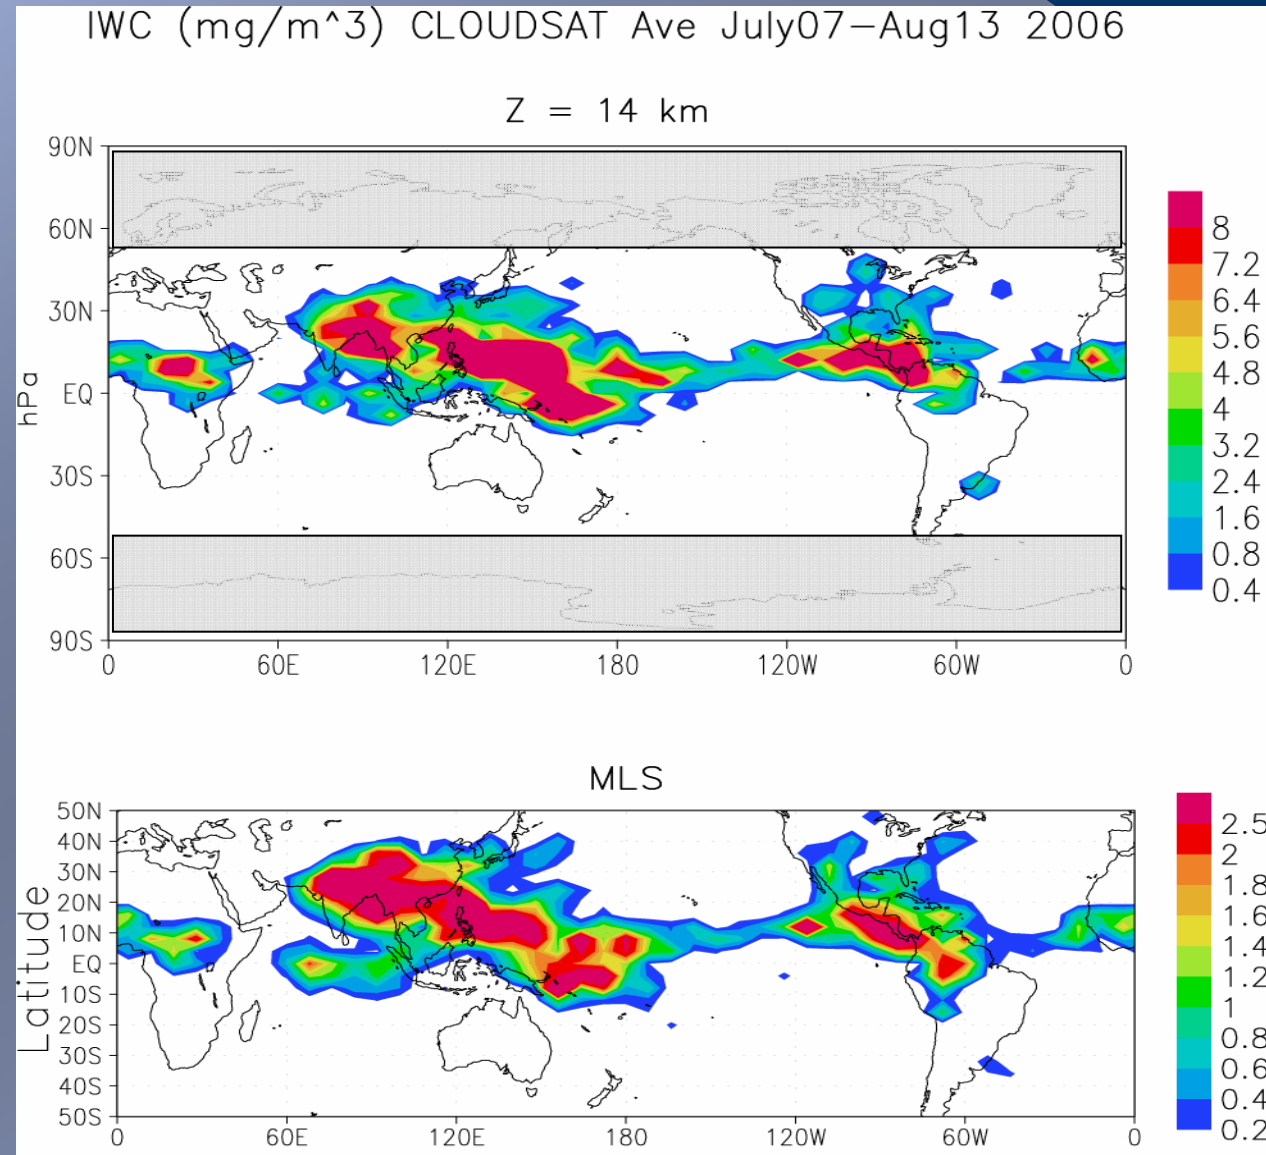 IWC (mg/m^3) CLOUDSAT Ave July07-Aug13 2006
Z = 14 km
90N
60N
30N
EQ
30S
60S
90S
hPa
0 60E 120E 180 120W 60W 0
8
7.2
6.4
5.6
4.8
4
3.2
2.4
1.6
0.8
0.4
MLS
50N
40N
30N
20N
10N
EQ
10S
20S
30S
40S
50S
Latitude
0 60E 120E 180 120W 60W 0
2.5
2
1.8
1.6
1.4
1.2
1
0.8
0.6
0.4
0.2